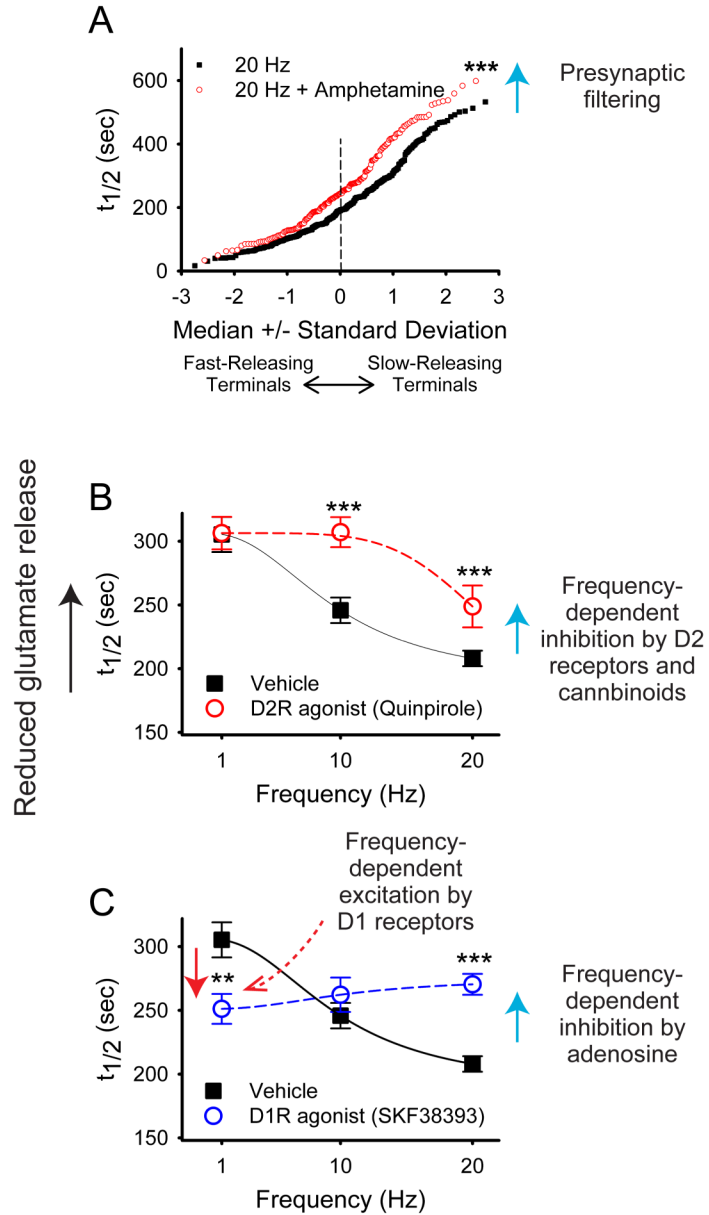 A
20 Hz
20 Hz + Amphetamine
***
Presynaptic
filtering
600
400
200
0
t1/2 (sec)
-3 -2 -1 0 1 2 3
Median +/- Standard Deviation
Fast-Releasing
Terminals
Slow-Releasing
Terminals
Reduced glutamate release
B
***
***
300
250
200
150
t1/2 (sec)
Vehicle
D2R agonist (Quinpirole)
1 10 20
Frequency (Hz)
Frequency-
dependent
inhibition by D2
receptors and
cannbinoids
C
Frequency-
dependent
excitation by
D1 receptors
**
***
300
250
200
150
t1/2 (sec)
Vehicle
D1R agonist (SKF38393)
1 10 20
Frequency (Hz)
Frequency-
dependent
inhibition by
adenosine